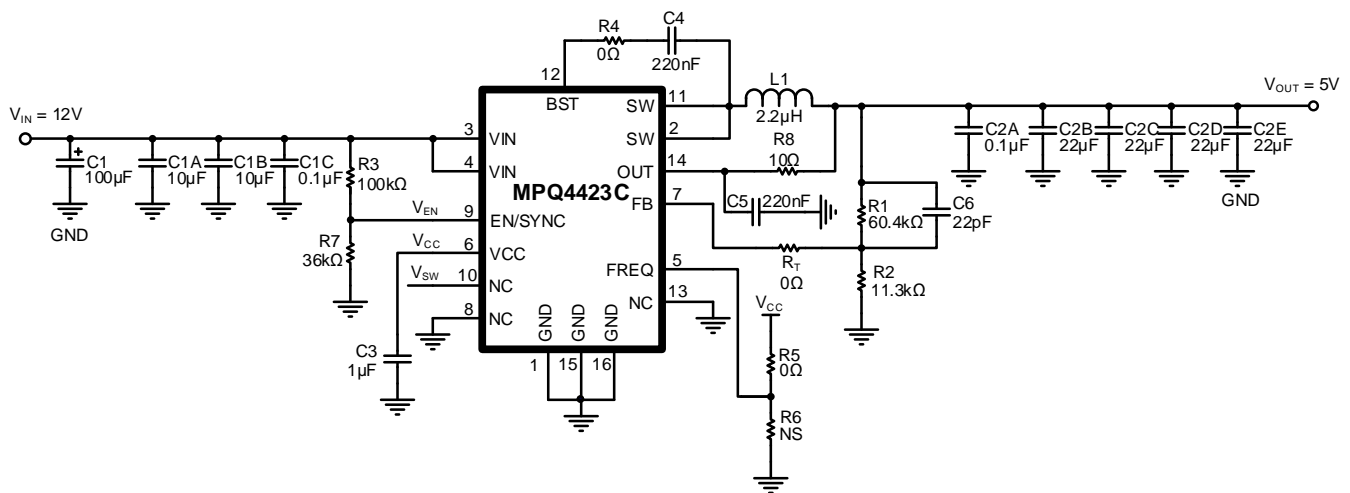 R4
0Ω
C4
220nF
12
BST
L1
2.2µH
VIN = 12V
VOUT = 5V
3
VIN
4
VIN
SW
11
SW
2
OUT
14
R8
10Ω
MPQ4423C
C1
+
100µF
GND
C1A
10µF
C1B
10µF
C1C
0.1µF
R3
100kΩ
C2A
0.1µF
C2B
22µF
C2C
22µF
C2D
22µF
C2E
22µF
GND
FB
7
C5
220nF
R1
60.4kΩ
C6
22pF
VEN
9
EN/SYNC
R7
36kΩ
VCC
6
VCC
VSW
10
NC
8
NC
RT
0Ω
R2
11.3kΩ
FREQ
5
NC
13
VCC
R5
0Ω
R6
NS
C3
1µF
GND
GND
GND
1
15
16